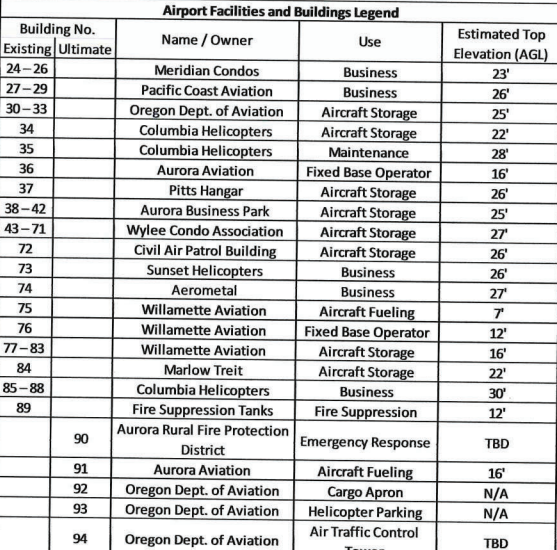 Airport Facilities and Buildings Legend
Building No. Name / Owner Use Estimated Top Elevation (AGL)
Existing Ultimate
24–26 Meridian Condos Business 23'
27–29 Pacific Coast Aviation Business 26'
30–33 Oregon Dept. of Aviation Aircraft Storage 25'
34 Columbia Helicopters Aircraft Storage 22'
35 Columbia Helicopters Maintenance 28'
36 Aurora Aviation Fixed Base Operator 16'
37 Pitts Hangar Aircraft Storage 26'
38–42 Aurora Business Park Aircraft Storage 25'
43–71 Wylee Condo Association Aircraft Storage 27'
72 Civil Air Patrol Building Aircraft Storage 26'
73 Sunset Helicopters Business 26'
74 Aerometal Business 27'
75 Willamette Aviation Aircraft Fueling 7'
76 Willamette Aviation Fixed Base Operator 12'
77–83 Willamette Aviation Aircraft Storage 16'
84 Marlow Treit Aircraft Storage 22'
85–88 Columbia Helicopters Business 30'
89 Fire Suppression Tanks Fire Suppression 12'
90 Aurora Rural Fire Protection District Emergency Response TBD
91 Aurora Aviation Aircraft Fueling 16'
92 Oregon Dept. of Aviation Cargo Apron N/A
93 Oregon Dept. of Aviation Helicopter Parking N/A
94 Oregon Dept. of Aviation Air Traffic Control TBD